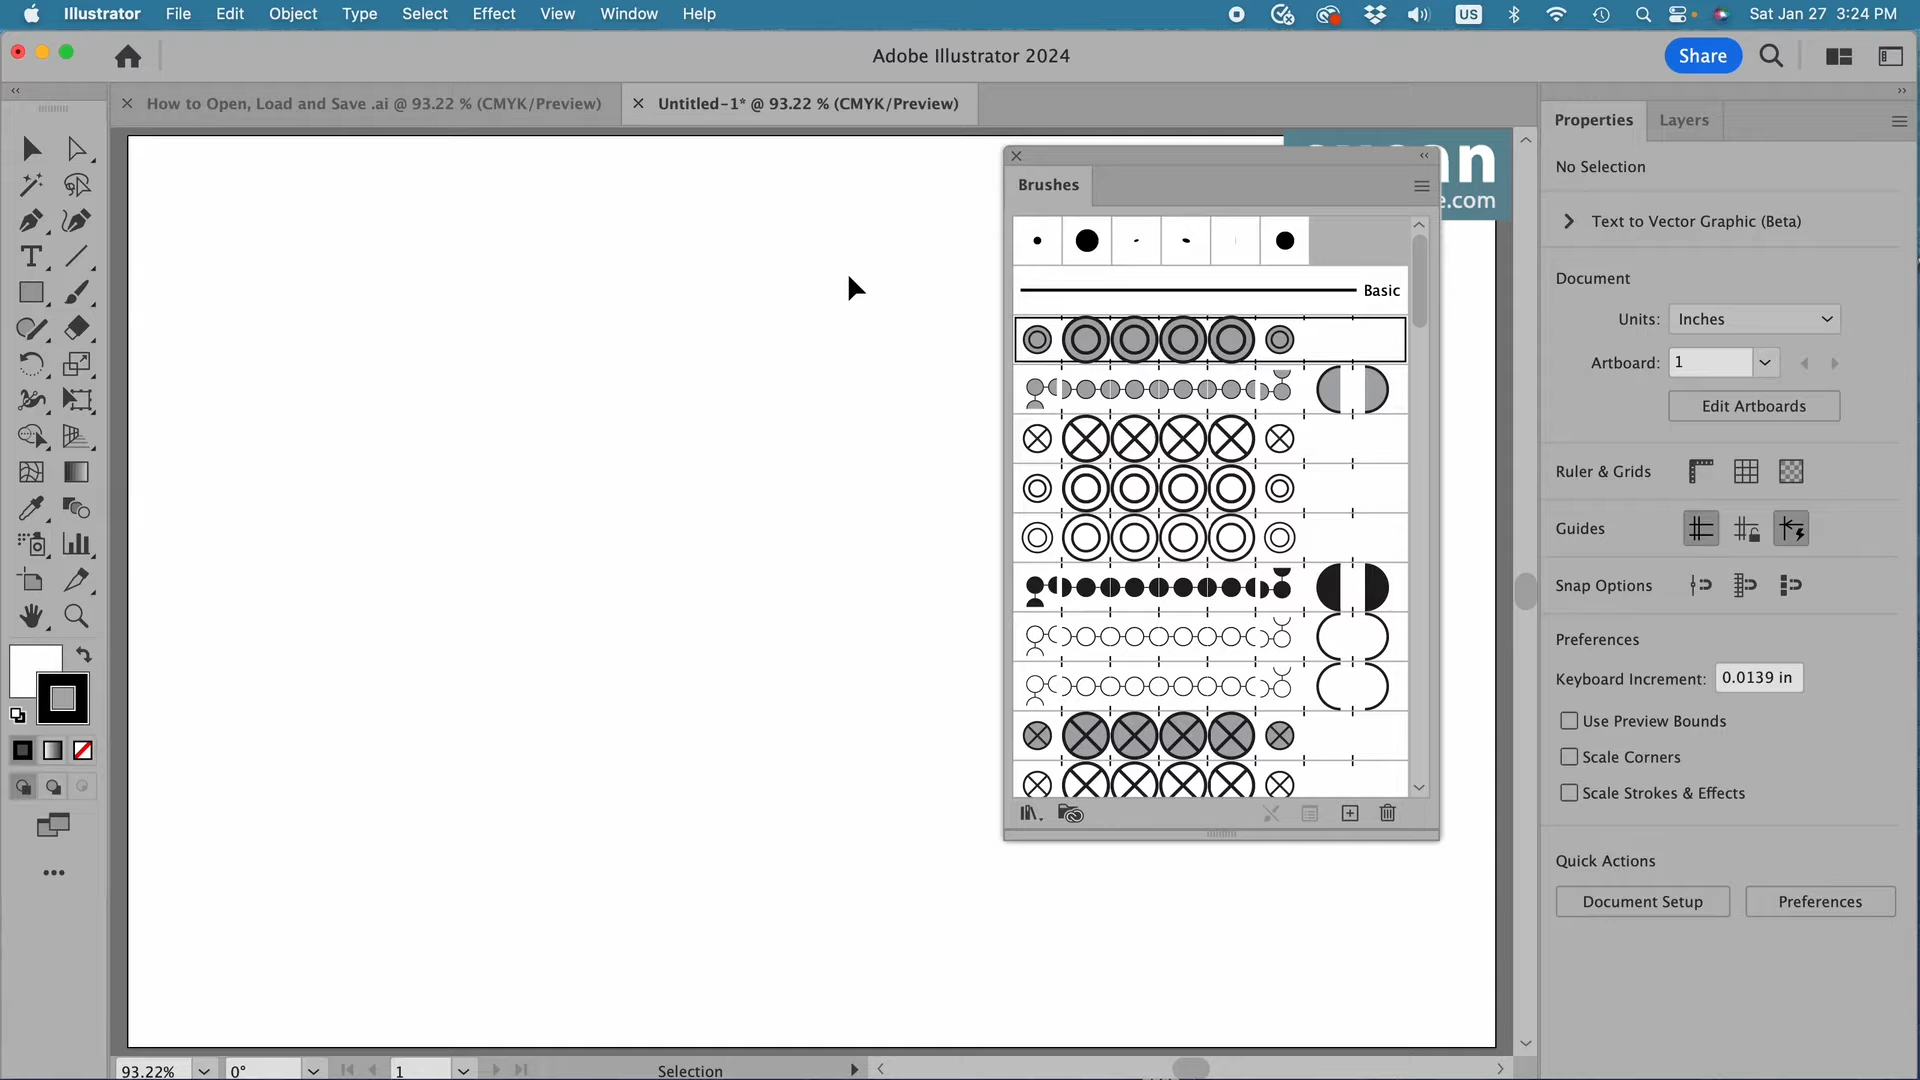 Illustrator File Edit Object Type Select Effect View Window Help US Sat Jan 27 3:24 PM
Adobe Illustrator 2024
Share
How to Open, Load and Save .ai @ 93.22 % (CMYK/Preview)
Untitled-1* @ 93.22 % (CMYK/Preview)
Properties
Layers
No Selection
Text to Vector Graphic (Beta)
Document
Units: Inches
Artboard: 1
Edit Artboards
Ruler & Grids
Guides
Snap Options
Preferences
Keyboard Increment: 0.0139 in
Use Preview Bounds
Scale Corners
Scale Strokes & Effects
Quick Actions
Document Setup
Preferences
Brushes
Basic
e.com
93.22%
0°
1
Selection